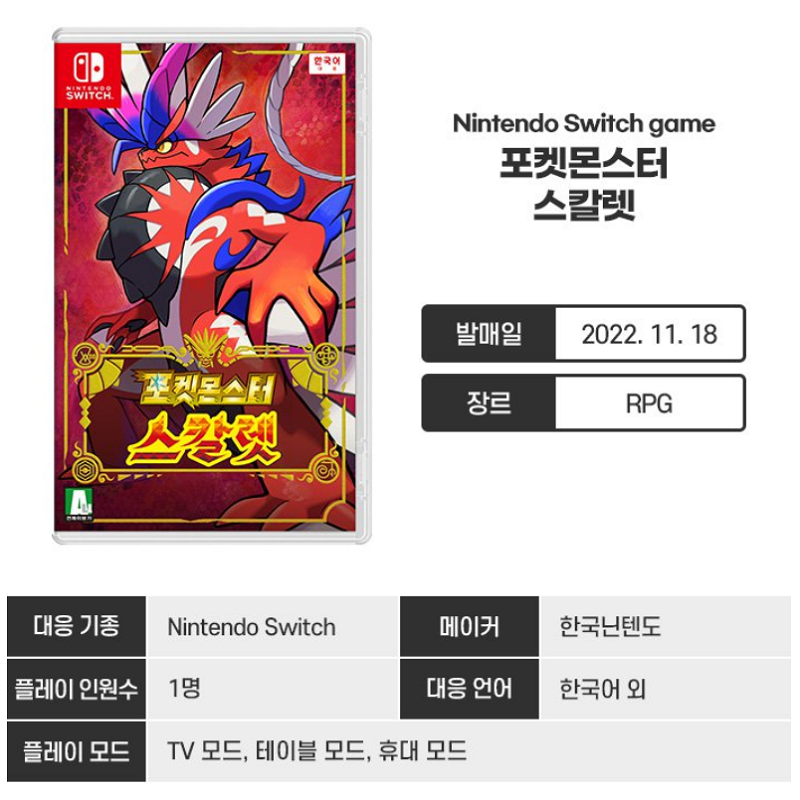 NINTENDO
SWITCH.
한국어
포켓몬스터
스칼렛
Nintendo Switch game
포켓몬스터
스칼렛
발매일 2022. 11. 18
장르 RPG
대응 기종 Nintendo Switch 메이커 한국닌텐도
플레이 인원수 1명 대응 언어 한국어 외
플레이 모드 TV 모드, 테이블 모드, 휴대 모드